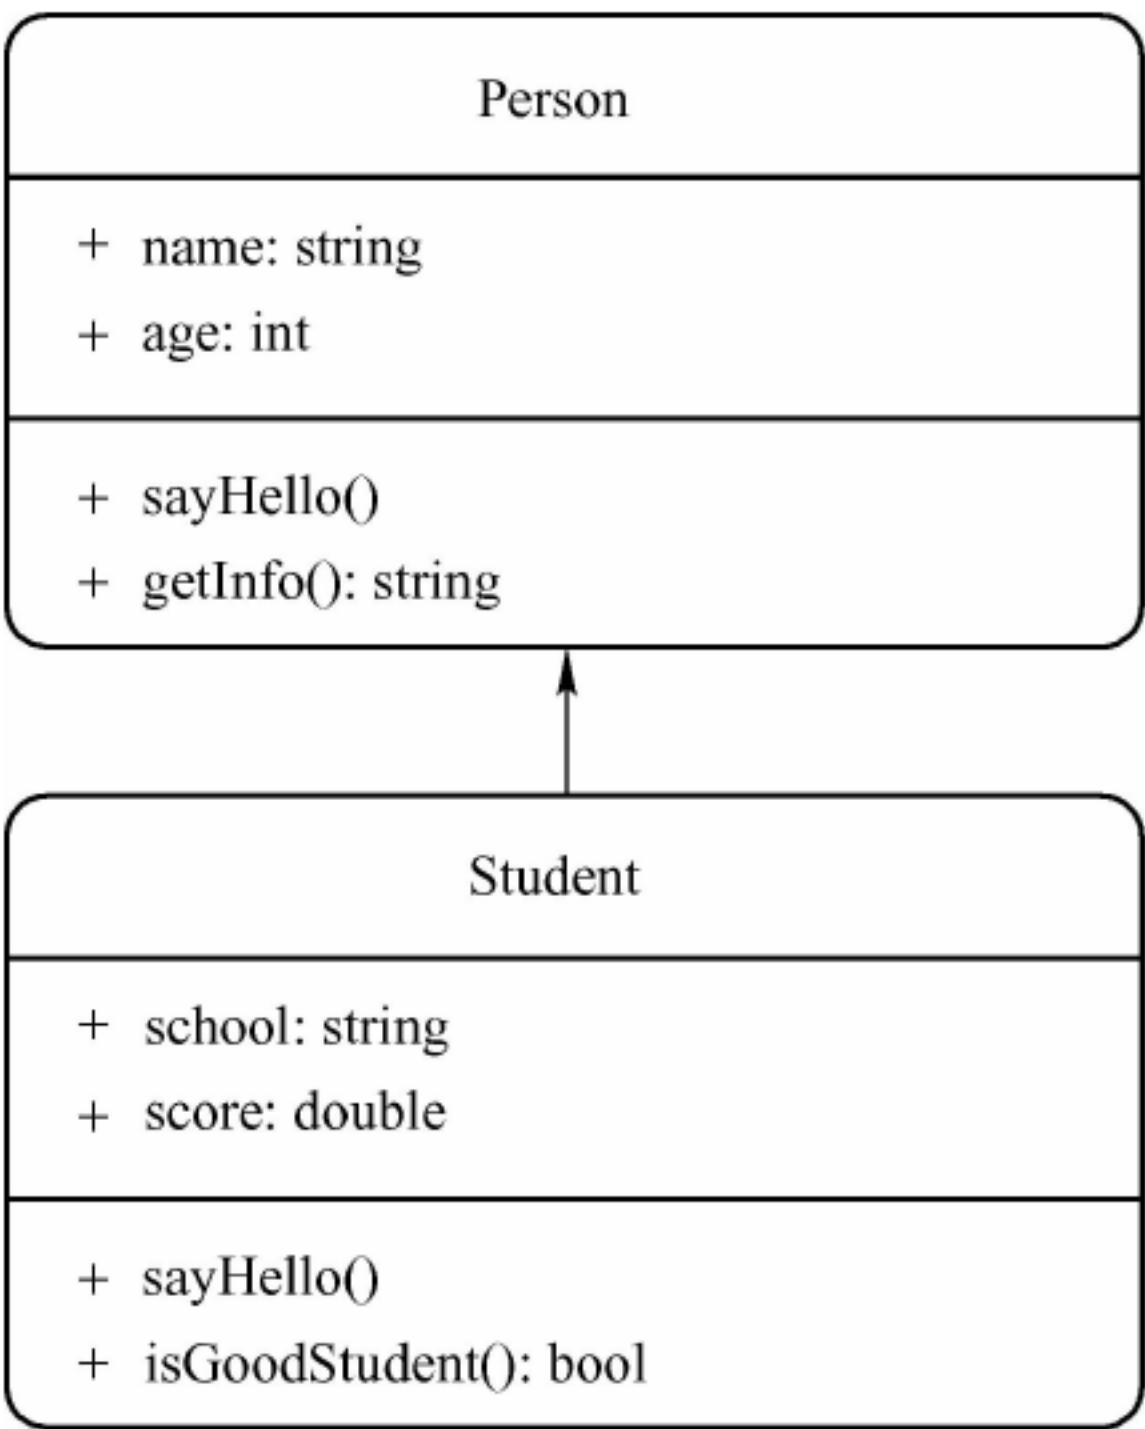 Person
+ name: string
+ age: int
+ sayHello()
+ getInfo(): string
Student
+ school: string
+ score: double
+ sayHello()
+ isGoodStudent(): bool